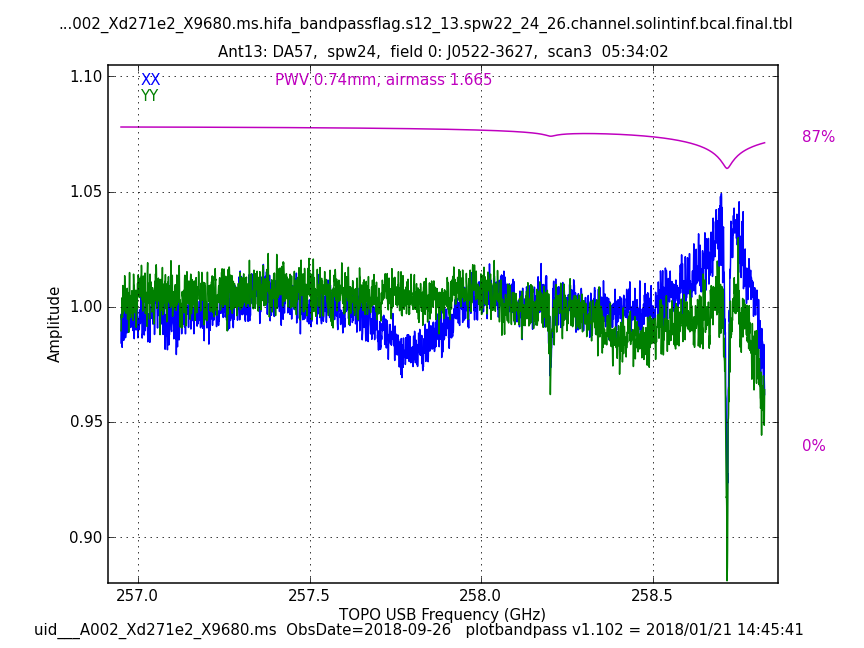 ...002_Xd271e2_X9680.ms.hifa_bandpassflag.s12_13.spw22_24_26.channel.solintinf.bcal.final.tbl
Ant13: DA57,  spw24,  field 0: J0522-3627,  scan3  05:34:02
XX
PWV 0.74mm, airmass 1.665
YY
1.10
1.05
1.00
0.95
0.90
Amplitude
87%
0%
257.0
257.5
258.0
258.5
TOPO USB Frequency (GHz)
uid___A002_Xd271e2_X9680.ms  ObsDate=2018-09-26   plotbandpass v1.102 = 2018/01/21 14:45:41